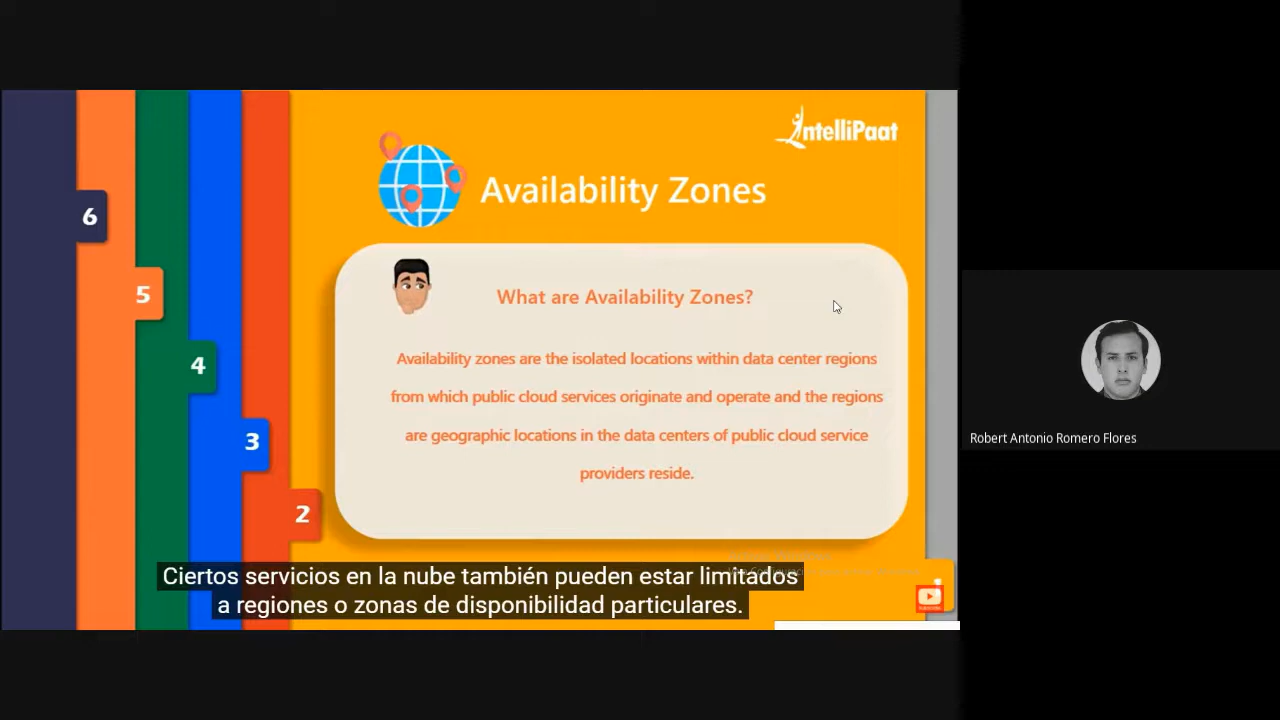 IntelliPaat
Availability Zones
6
5
4
3
2
What are Availability Zones?
Availability zones are the isolated locations within data center regions
from which public cloud services originate and operate and the regions
are geographic locations in the data centers of public cloud service
providers reside.
Ciertos servicios en la nube también pueden estar limitados
a regiones o zonas de disponibilidad particulares.
Robert Antonio Romero Flores